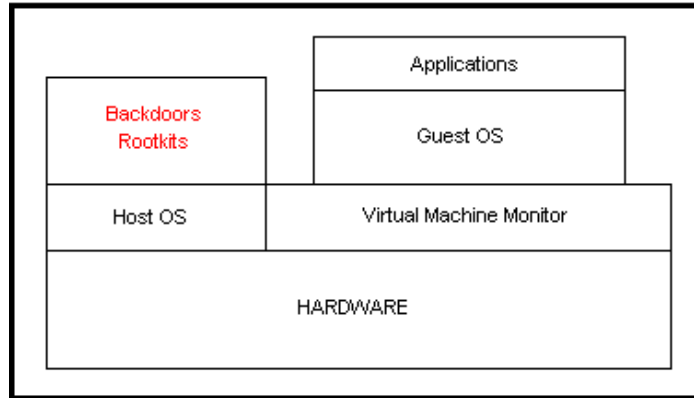 Applications
Backdoors
Rootkits
Guest OS
Host OS
Virtual Machine Monitor
HARDWARE